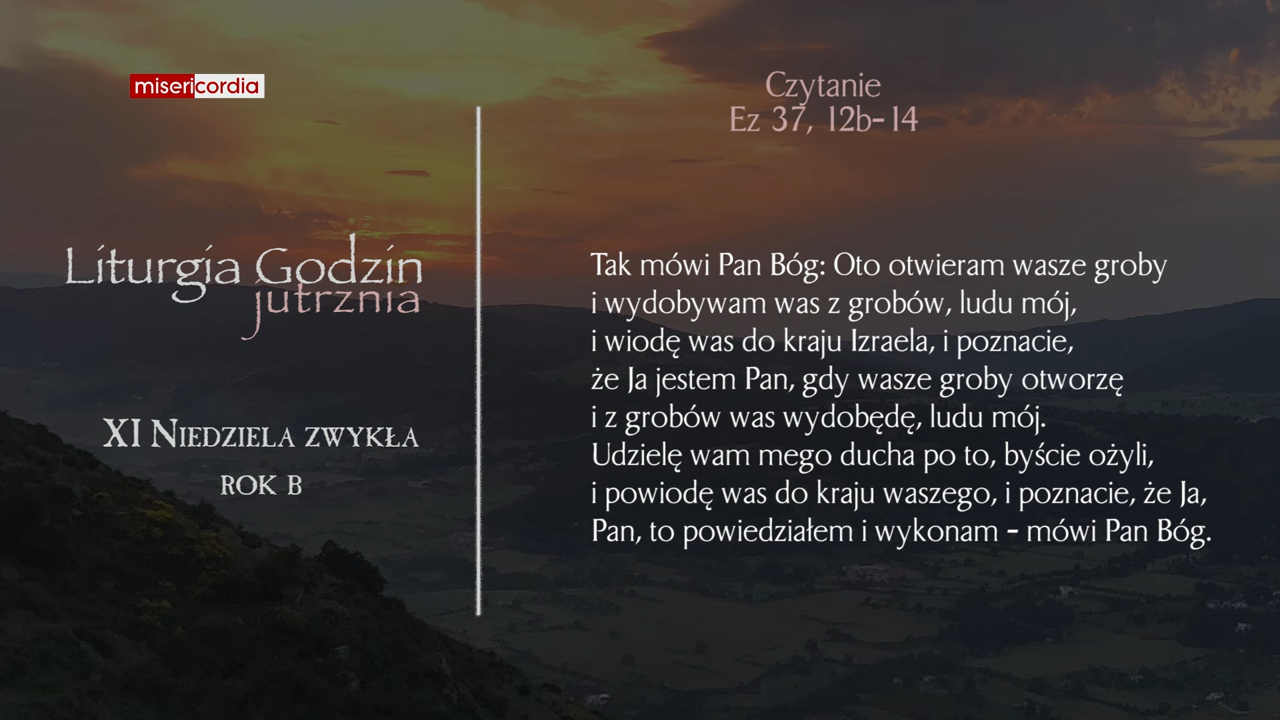 misericordia
Liturgia Godzin
jutrznia
XI Niedziela zwykła
rok B
Czytanie
Ez 37, 12b-14
Tak mówi Pan Bóg: Oto otwieram wasze groby
i wydobywam was z grobów, ludu mój,
i wiodę was do kraju Izraela, i poznacie,
że Ja jestem Pan, gdy wasze groby otworzę
i z grobów was wydobędę, ludu mój.
Udzielę wam mego ducha po to, byście ożyli,
i powiodę was do kraju waszego, i poznacie, że Ja,
Pan, to powiedziałem i wykonam - mówi Pan Bóg.